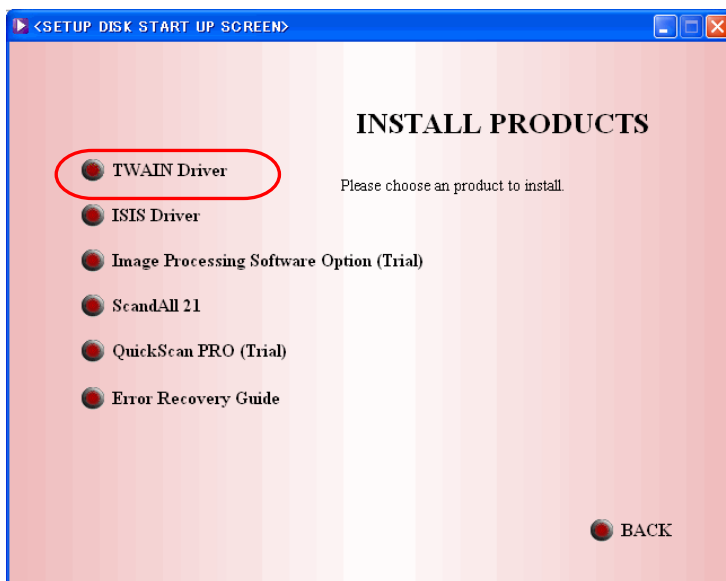 <SETUP DISK START UP SCREEN>
INSTALL PRODUCTS
Please choose an product to install.
TWAIN Driver
ISIS Driver
Image Processing Software Option (Trial)
ScandAll 21
QuickScan PRO (Trial)
Error Recovery Guide
BACK